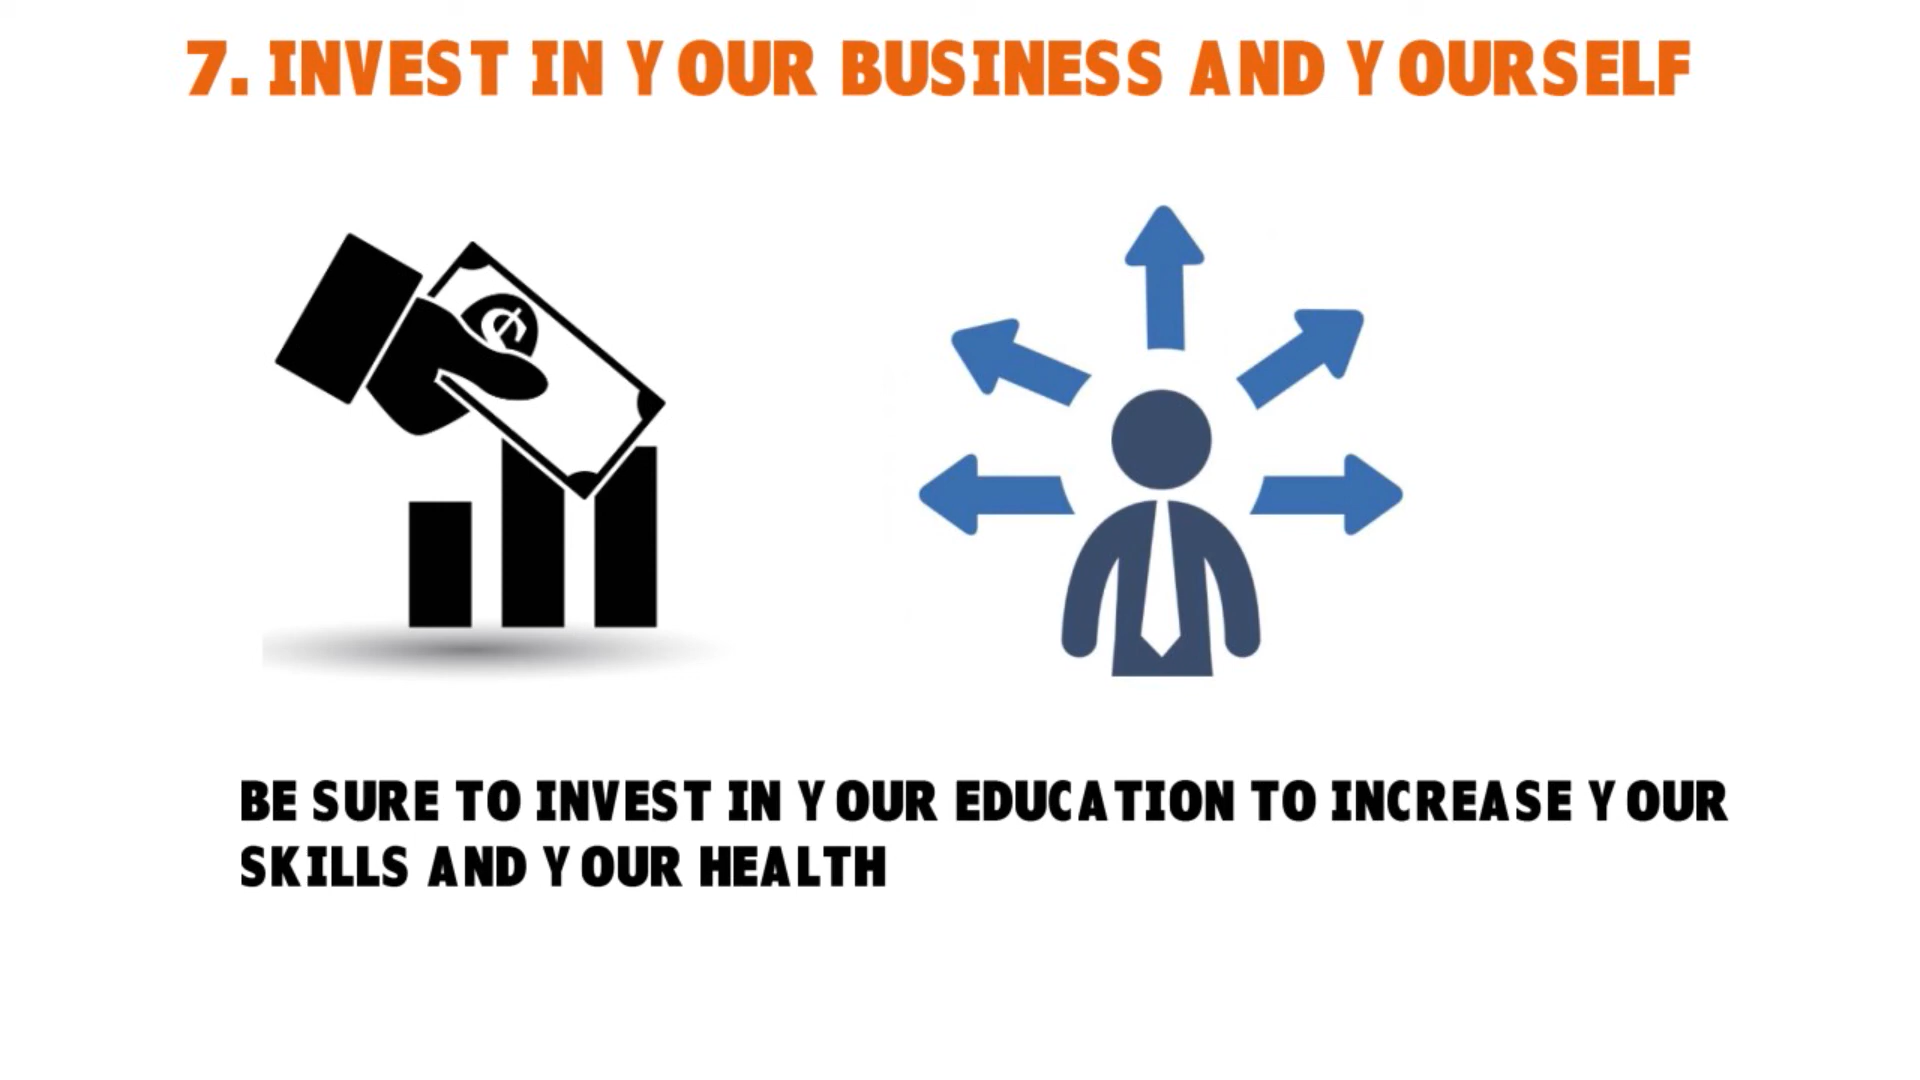 7. INVEST IN YOUR BUSINESS AND YOURSELF
BE SURE TO INVEST IN YOUR EDUCATION TO INCREASE YOUR
SKILLS AND YOUR HEALTH